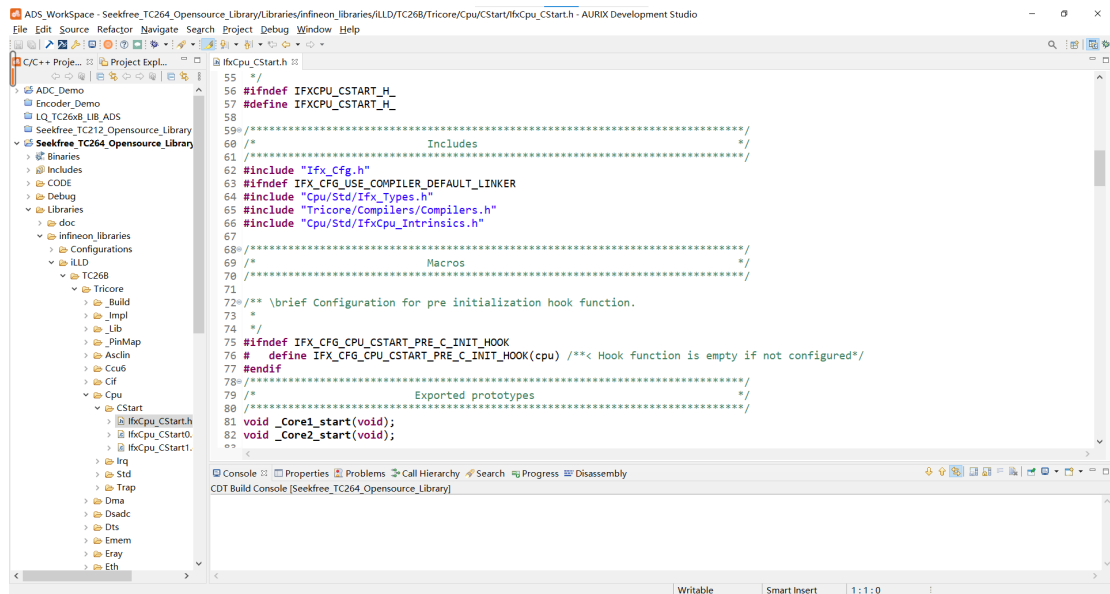 ADS_WorkSpace - Seekfree_TC264_Opensource_Library/Libraries/infineon_libraries/iLLD/TC26B/Tricore/Cpu/CStart/IfxCpu_CStart.h - AURIX Development Studio
File Edit Source Refactor Navigate Search Project Debug Window Help
C/C++ Proje...
Project Expl...
ADC_Demo
Encoder_Demo
LQ_TC26xB_LIB_ADS
Seekfree_TC212_Opensource_Library
Seekfree_TC264_Opensource_Library
Binaries
Includes
CODE
Debug
Libraries
doc
infineon_libraries
Configurations
iLLD
TC26B
Tricore
_Build
_Impl
_Lib
_PinMap
Asclin
Ccu6
Cif
Cpu
CStart
IfxCpu_CStart.h
IfxCpu_CStart0.
IfxCpu_CStart1.
Irq
Std
Trap
Dma
Dsadc
Dts
Emem
Eray
Eth
IfxCpu_CStart.h
55 */
56 #ifndef IFXCPU_CSTART_H_
57 #define IFXCPU_CSTART_H_
58
59 /******************************************************************************/
60 /* Includes */
61 /******************************************************************************/
62 #include "Ifx_Cfg.h"
63 #ifndef IFX_CFG_USE_COMPILER_DEFAULT_LINKER
64 #include "Cpu/Std/Ifx_Types.h"
65 #include "Tricore/Compilers/Compilers.h"
66 #include "Cpu/Std/IfxCpu_Intrinsics.h"
67
68 /******************************************************************************/
69 /* Macros */
70 /******************************************************************************/
71
72 /** \brief Configuration for pre initialization hook function.
73 *
74 */
75 #ifndef IFX_CFG_CPU_CSTART_PRE_C_INIT_HOOK
76 # define IFX_CFG_CPU_CSTART_PRE_C_INIT_HOOK(cpu) /**< Hook function is empty if not configured*/
77 #endif
78 /******************************************************************************/
79 /* Exported prototypes */
80 /******************************************************************************/
81 void _Core1_start(void);
82 void _Core2_start(void);
Console Properties Problems Call Hierarchy Search Progress Disassembly
CDT Build Console [Seekfree_TC264_Opensource_Library]
Writable Smart Insert 1 : 1 : 0